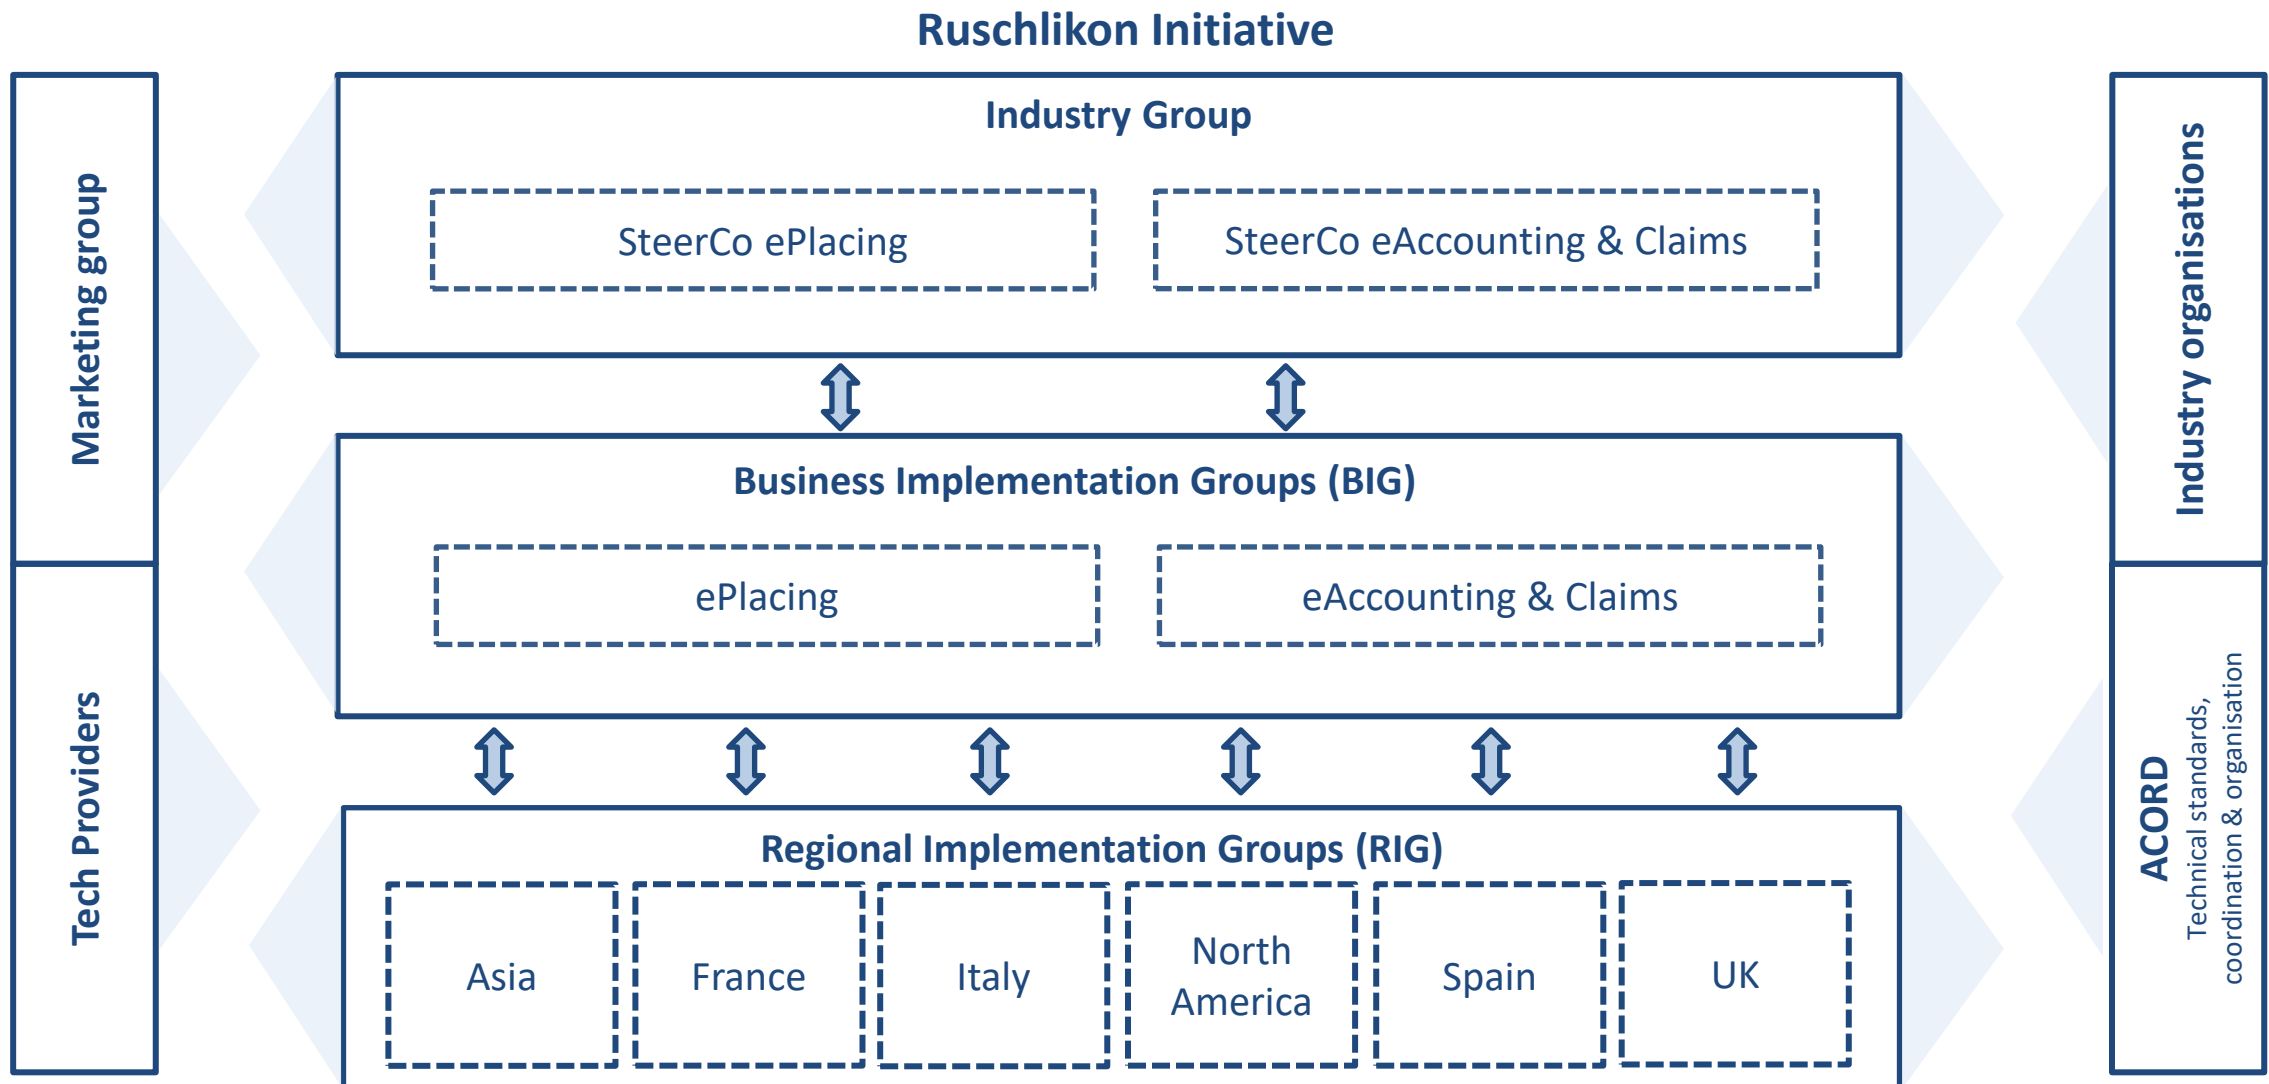 Ruschlikon Initiative
Marketing group
Tech Providers
Industry Group
SteerCo ePlacing
SteerCo eAccounting & Claims
Business Implementation Groups (BIG)
ePlacing
eAccounting & Claims
Regional Implementation Groups (RIG)
Asia
France
Italy
North
America
Spain
UK
Industry organisations
ACORD
Technical standards,
coordination & organisation